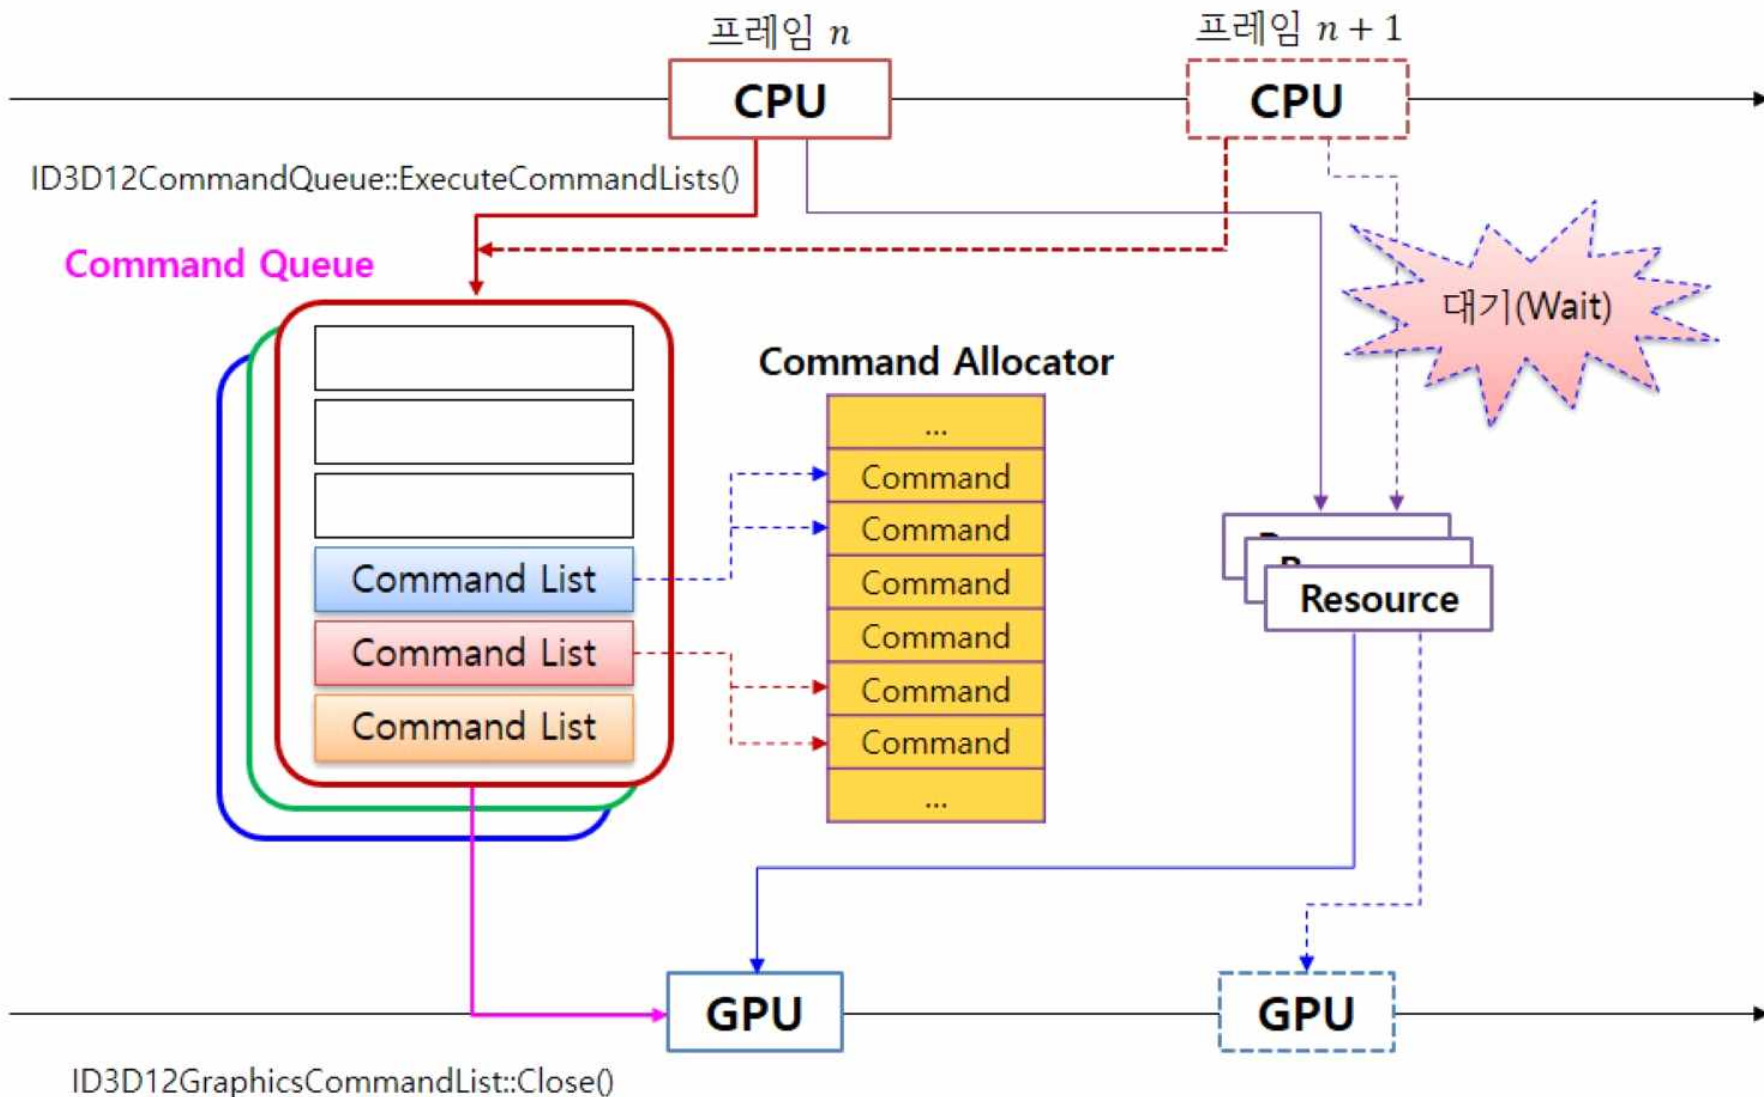 프레임 n
프레임 n + 1
CPU
CPU
ID3D12CommandQueue::ExecuteCommandLists()
Command Queue
대기(Wait)
Command Allocator
...
Command
Command
Command
Command
Command
Command
...
Command List
Command List
Command List
Resource
GPU
GPU
ID3D12GraphicsCommandList::Close()